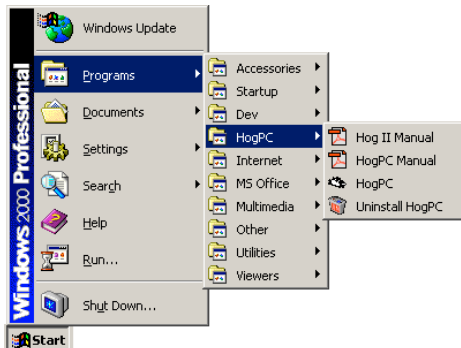 Windows 2000 Professional
Windows Update
Programs
Documents
Settings
Search
Help
Run...
Shut Down...
Start
Accessories
Startup
Dev
HogPC
Internet
MS Office
Multimedia
Other
Utilities
Viewers
Hog II Manual
HogPC Manual
HogPC
Uninstall HogPC